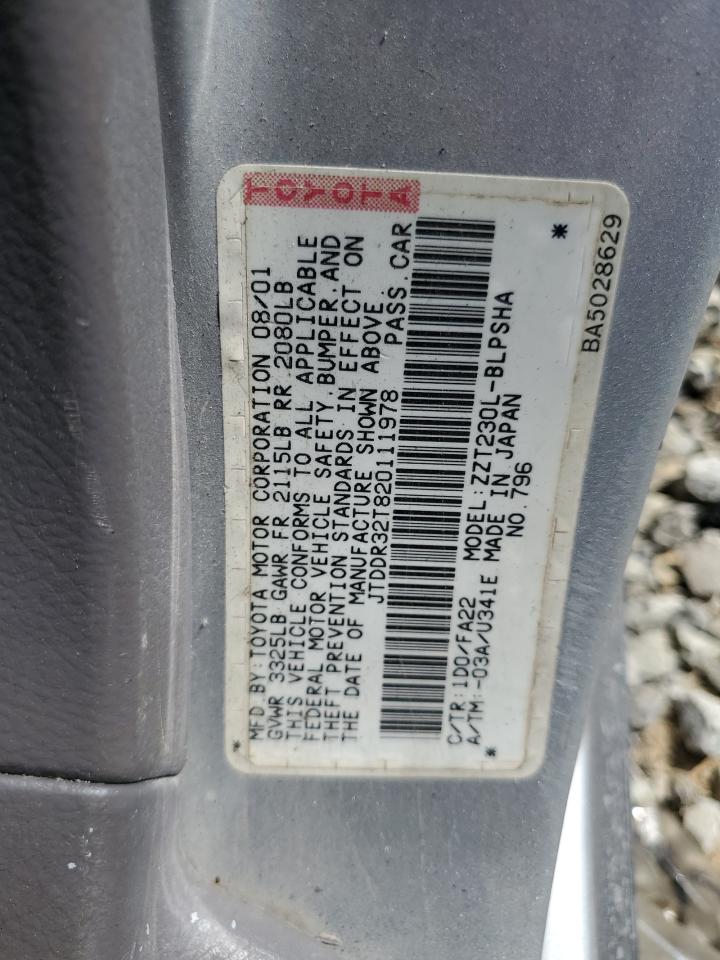 TOYOTA
MFD.BY:TOYOTA MOTOR CORPORATION 08/01
GVWR 3325LB GAWR FR 2115LB RR 2080LB
THIS VEHICLE CONFORMS TO ALL APPLICABLE
FEDERAL MOTOR VEHICLE SAFETY,BUMPER,AND
THEFT PREVENTION STANDARDS IN EFFECT ON
THE DATE OF MANUFACTURE SHOWN ABOVE.
JTDDR32T820111978 PASS.CAR
C/TR:1D0/FA22 MODEL:ZZT230L-BLPSHA
A/TM:-03A/U341E MADE IN JAPAN
NO.796
BA5028629